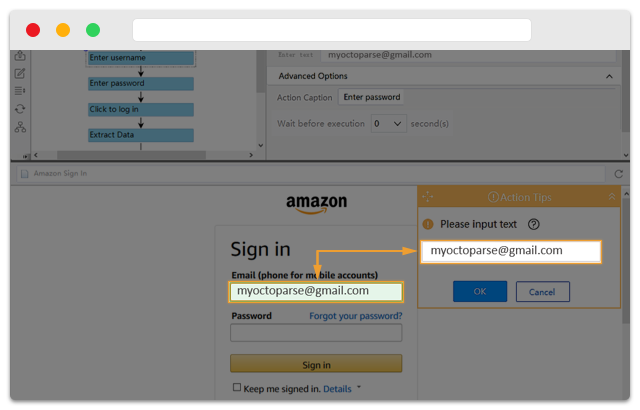 Enter username
Enter password
Click to log in
Extract Data
Enter text
myoctoparse@gmail.com
Advanced Options
Action Caption
Enter password
Wait before execution
0
second(s)
Amazon Sign In
amazon
Sign in
Email (phone for mobile accounts)
myoctoparse@gmail.com
Password
Forgot your password?
Sign in
Keep me signed in. Details
Action Tips
Please input text
myoctoparse@gmail.com
OK
Cancel